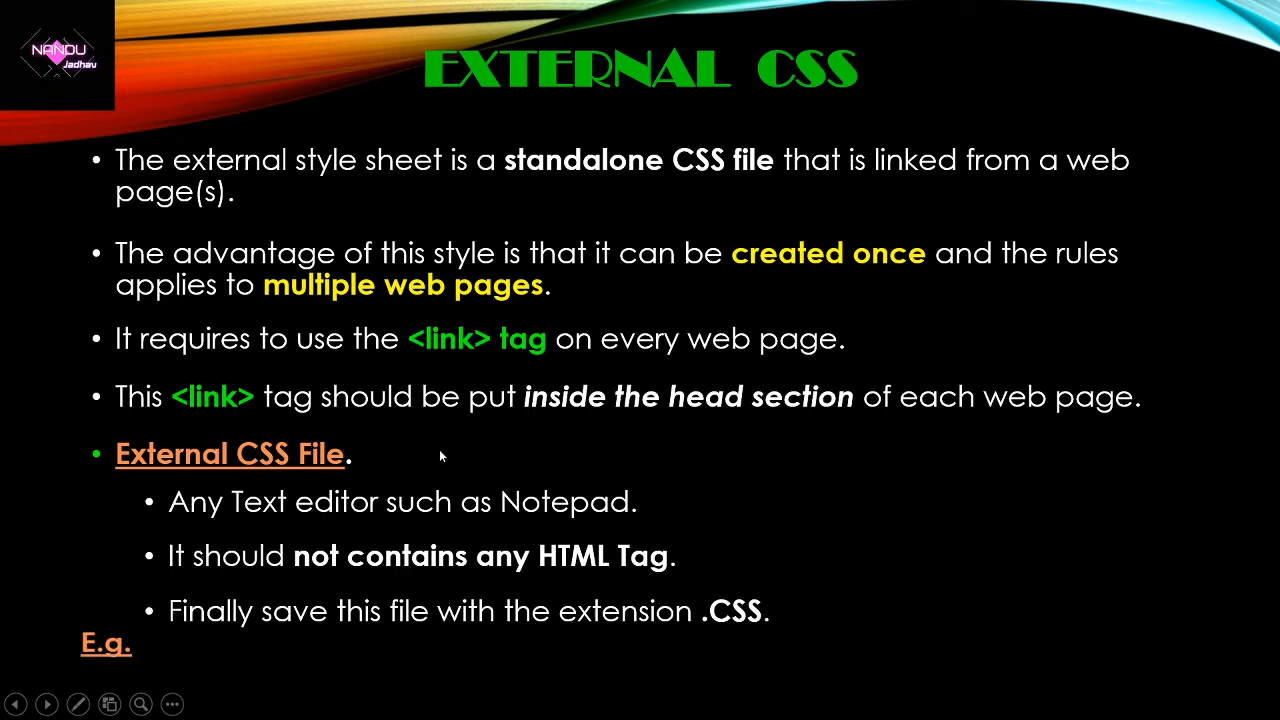 NANDU
Jadhav
EXTERNAL CSS
• The external style sheet is a standalone CSS file that is linked from a web
page(s).
• The advantage of this style is that it can be created once and the rules
applies to multiple web pages.
• It requires to use the <link> tag on every web page.
• This <link> tag should be put inside the head section of each web page.
• External CSS File.
• Any Text editor such as Notepad.
• It should not contains any HTML Tag.
• Finally save this file with the extension .CSS.
E.g.